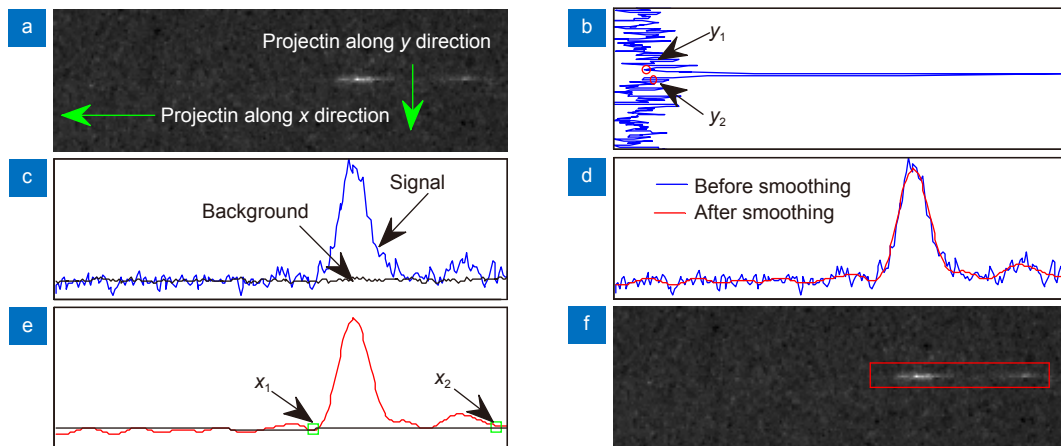 a
Projectin along y direction
Projectin along x direction
b
y1
y2
c
Signal
Background
d
Before smoothing
After smoothing
e
x1
x2
f